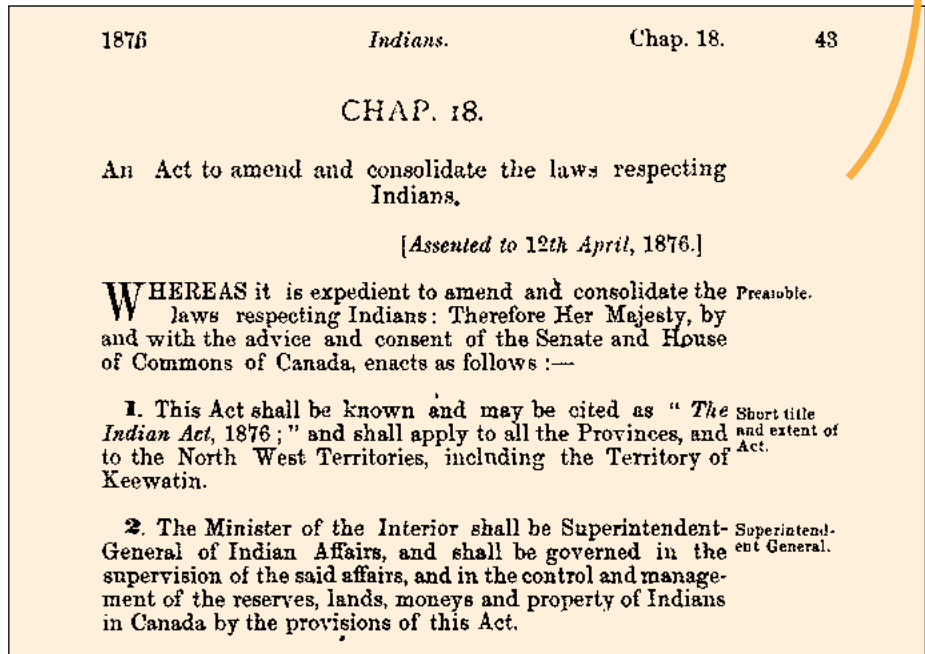 1876 Indians. Chap. 18. 43
CHAP. 18.
An Act to amend and consolidate the laws respecting
Indians.
[Assented to 12th April, 1876.]
WHEREAS it is expedient to amend and consolidate the Preamble.
laws respecting Indians: Therefore Her Majesty, by
and with the advice and consent of the Senate and House
of Commons of Canada, enacts as follows :—
1. This Act shall be known and may be cited as " The Short title
Indian Act, 1876 ; " and shall apply to all the Provinces, and and extent of
to the North West Territories, including the Territory of Act.
Keewatin.
2. The Minister of the Interior shall be Superintendent- Superintend-
General of Indian Affairs, and shall be governed in the ent General.
supervision of the said affairs, and in the control and manage-
ment of the reserves, lands, moneys and property of Indians
in Canada by the provisions of this Act.